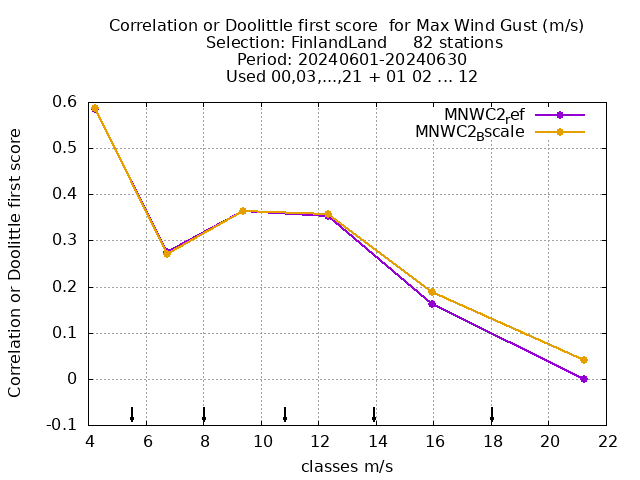 Correlation or Doolittle first score  for Max Wind Gust (m/s)
Selection: FinlandLand     82 stations
Period: 20240601-20240630
Used 00,03,...,21 + 01 02 ... 12
MNWC2ref
MNWC2Bscale
Correlation or Doolittle first score
0.6
0.5
0.4
0.3
0.2
0.1
0
-0.1
4 6 8 10 12 14 16 18 20 22
classes m/s